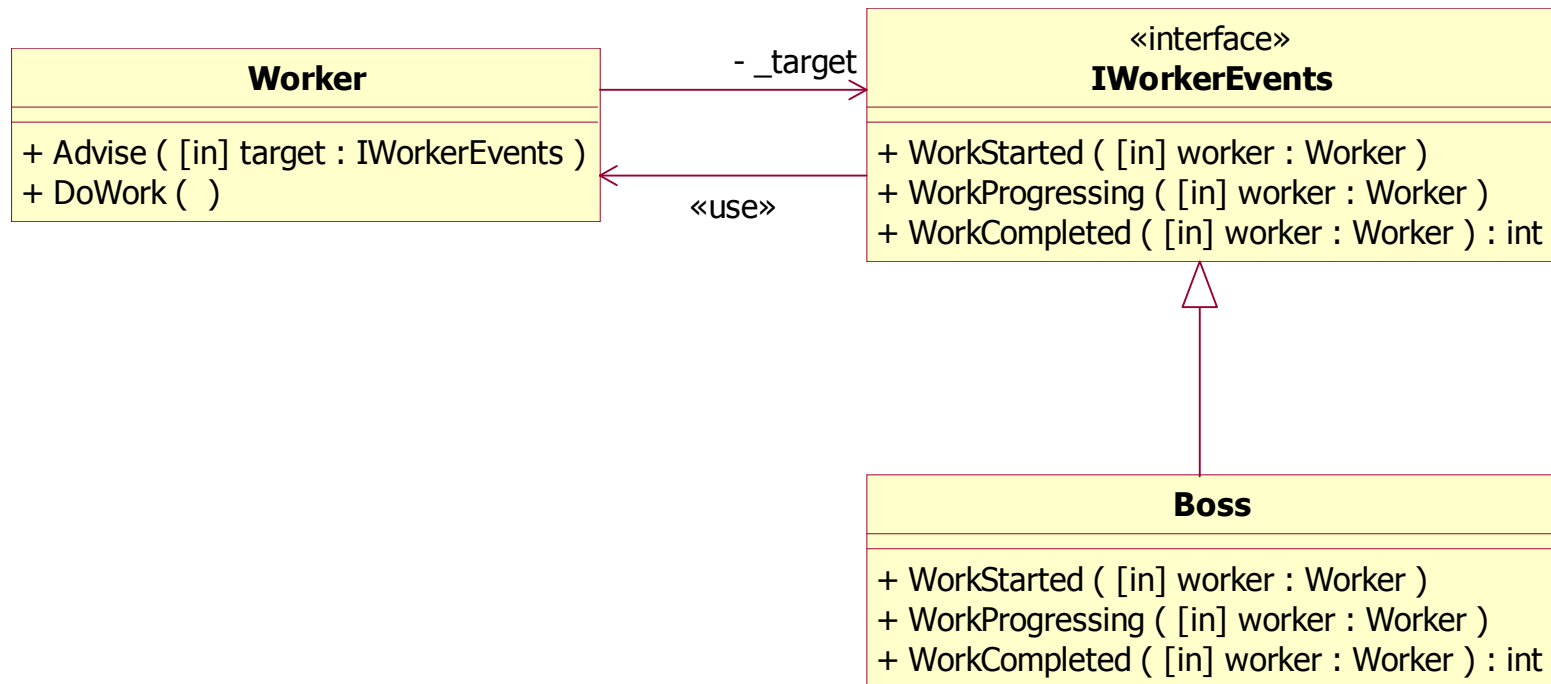 Worker
+ Advise ( [in] target : IWorkerEvents )
+ DoWork (  )
- _target
«use»
«interface»
IWorkerEvents
+ WorkStarted ( [in] worker : Worker )
+ WorkProgressing ( [in] worker : Worker )
+ WorkCompleted ( [in] worker : Worker ) : int
Boss
+ WorkStarted ( [in] worker : Worker )
+ WorkProgressing ( [in] worker : Worker )
+ WorkCompleted ( [in] worker : Worker ) : int